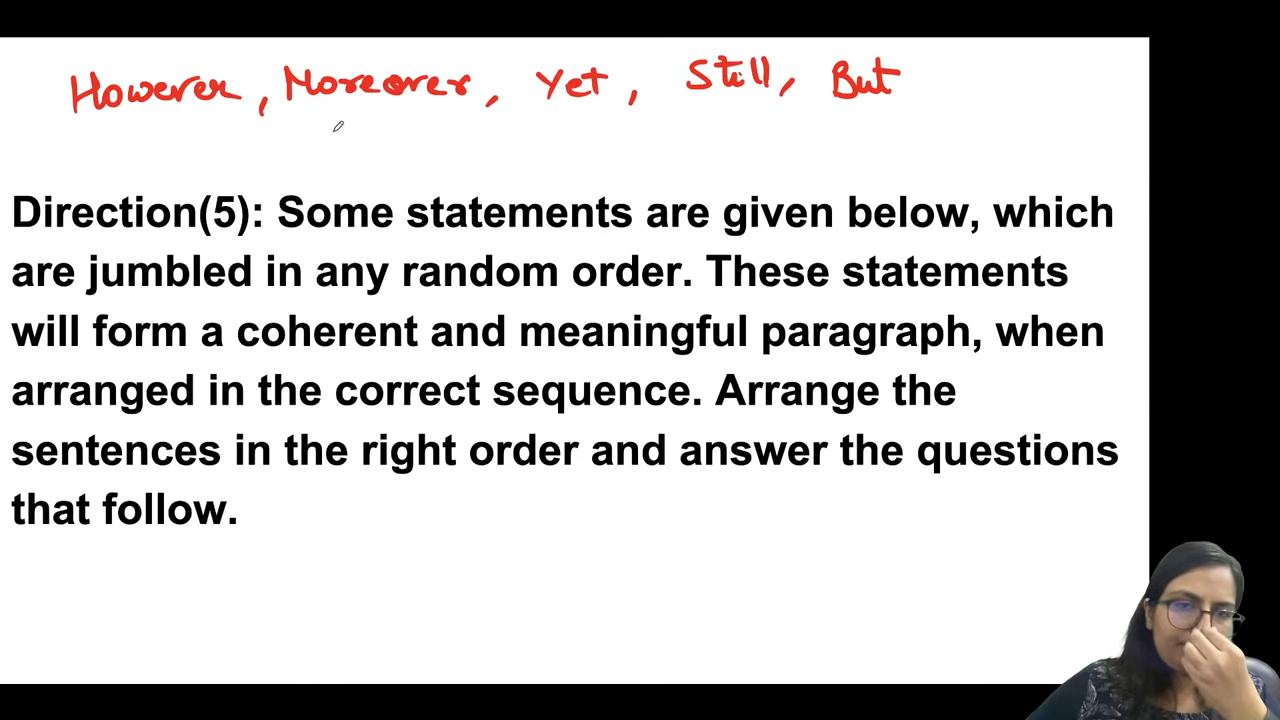 However, Moreover, Yet, Still, But
Direction(5): Some statements are given below, which
are jumbled in any random order. These statements
will form a coherent and meaningful paragraph, when
arranged in the correct sequence. Arrange the
sentences in the right order and answer the questions
that follow.